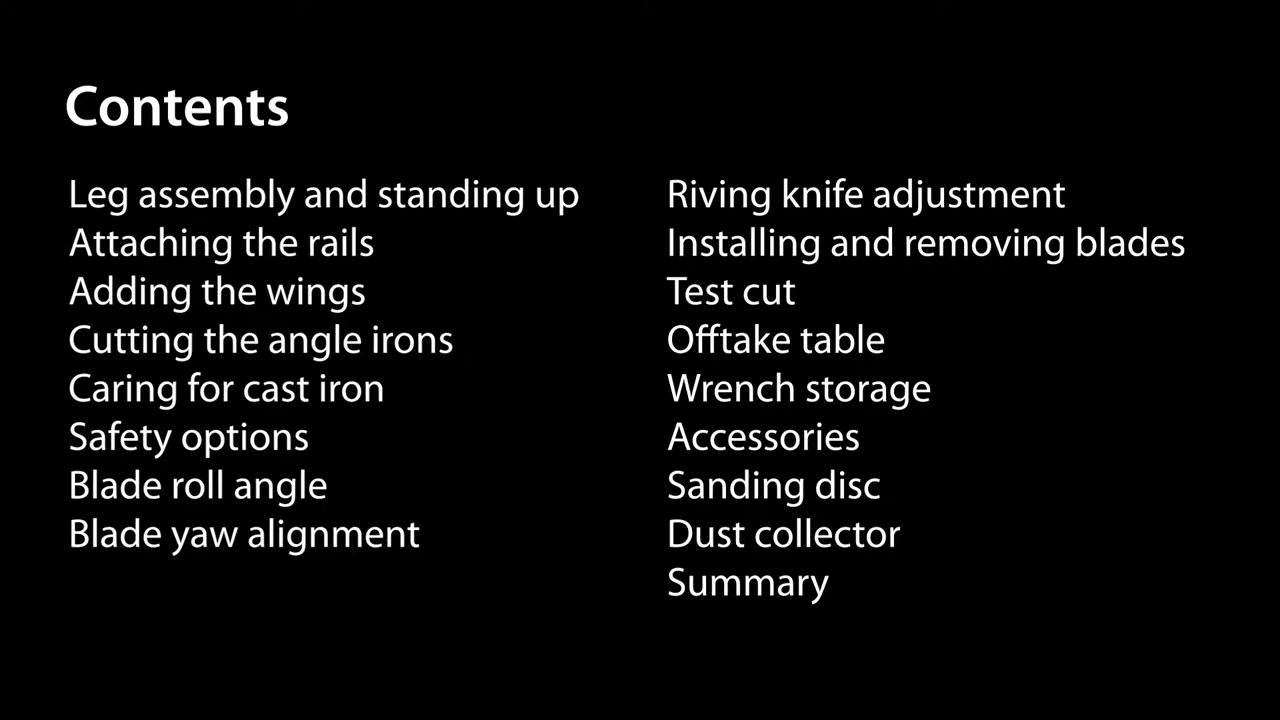 Contents
Leg assembly and standing up
Attaching the rails
Adding the wings
Cutting the angle irons
Caring for cast iron
Safety options
Blade roll angle
Blade yaw alignment
Riving knife adjustment
Installing and removing blades
Test cut
Offtake table
Wrench storage
Accessories
Sanding disc
Dust collector
Summary